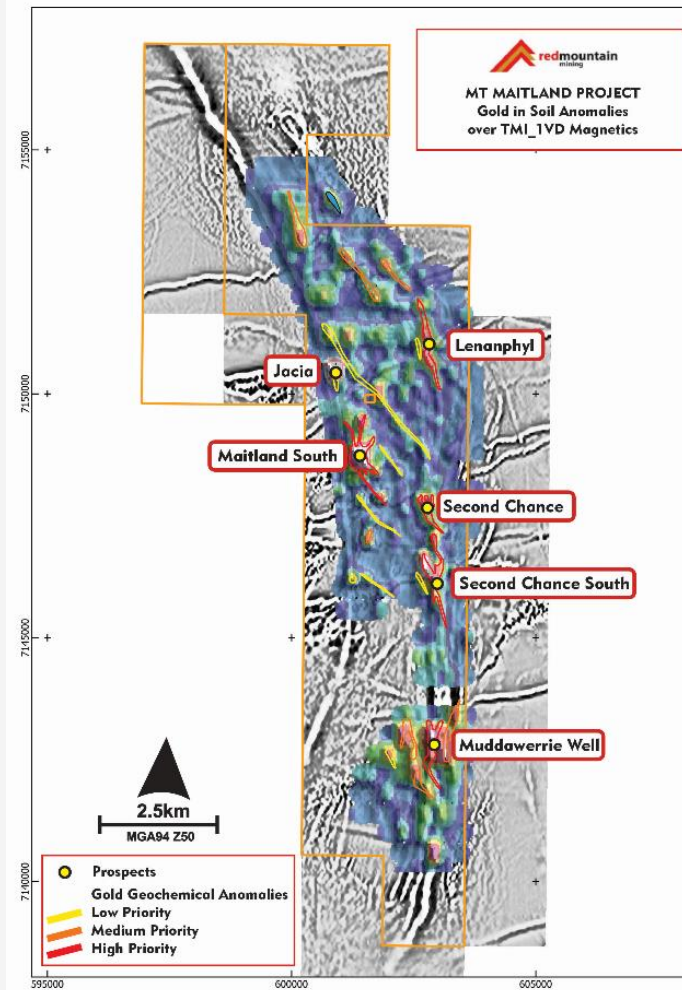 redmountain
mining
MT MAITLAND PROJECT
Gold in Soil Anomalies
over TMI_1VD Magnetics
7155000
Lenanphyl
Jacia
7150000
Maitland South
Second Chance
Second Chance South
7145000
Muddawerrie Well
2.5km
MGA94 Z50
Prospects
Gold Geochemical Anomalies
Low Priority
Medium Priority
High Priority
7140000
595000
600000
605000